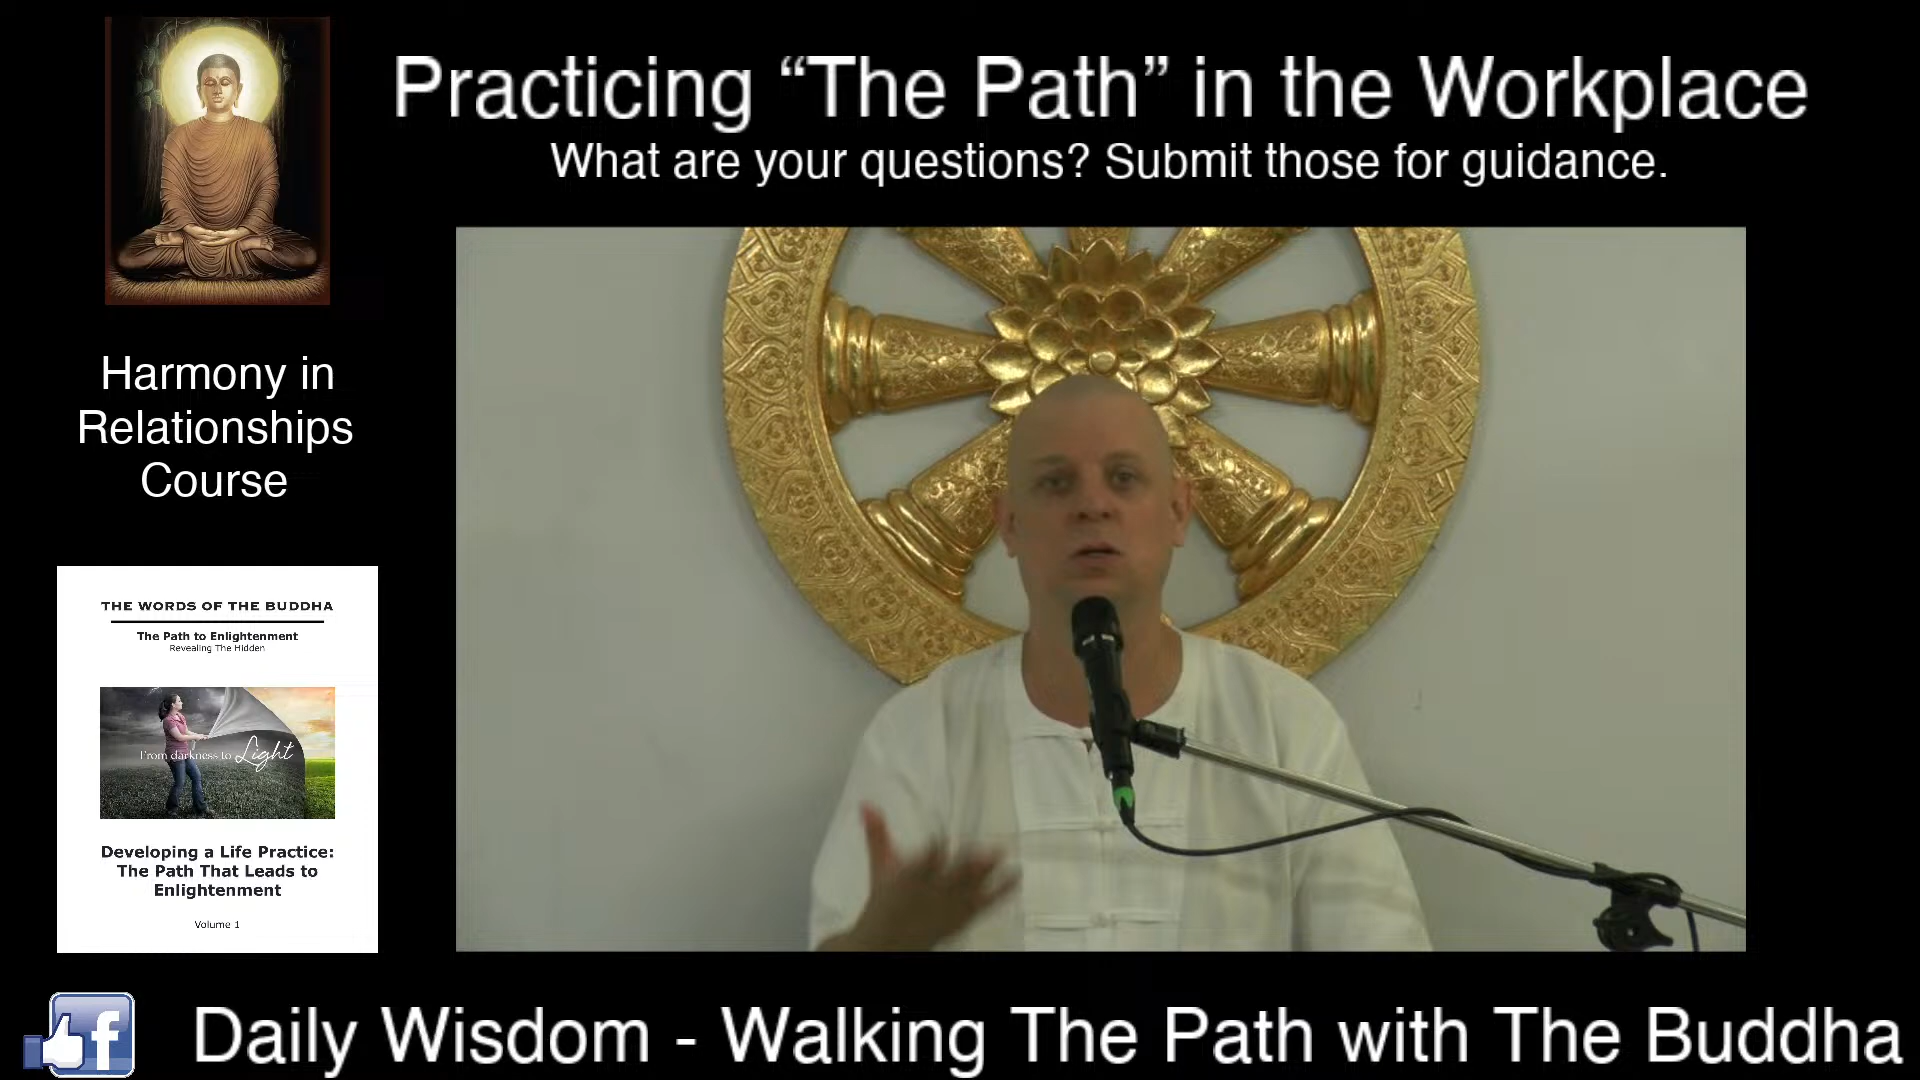 Practicing “The Path” in the Workplace
What are your questions? Submit those for guidance.
Harmony in
Relationships
Course
THE WORDS OF THE BUDDHA
The Path to Enlightenment
Revealing The Hidden
From darkness to Light
Developing a Life Practice:
The Path That Leads to
Enlightenment
Volume 1
f
Daily Wisdom - Walking The Path with The Buddha